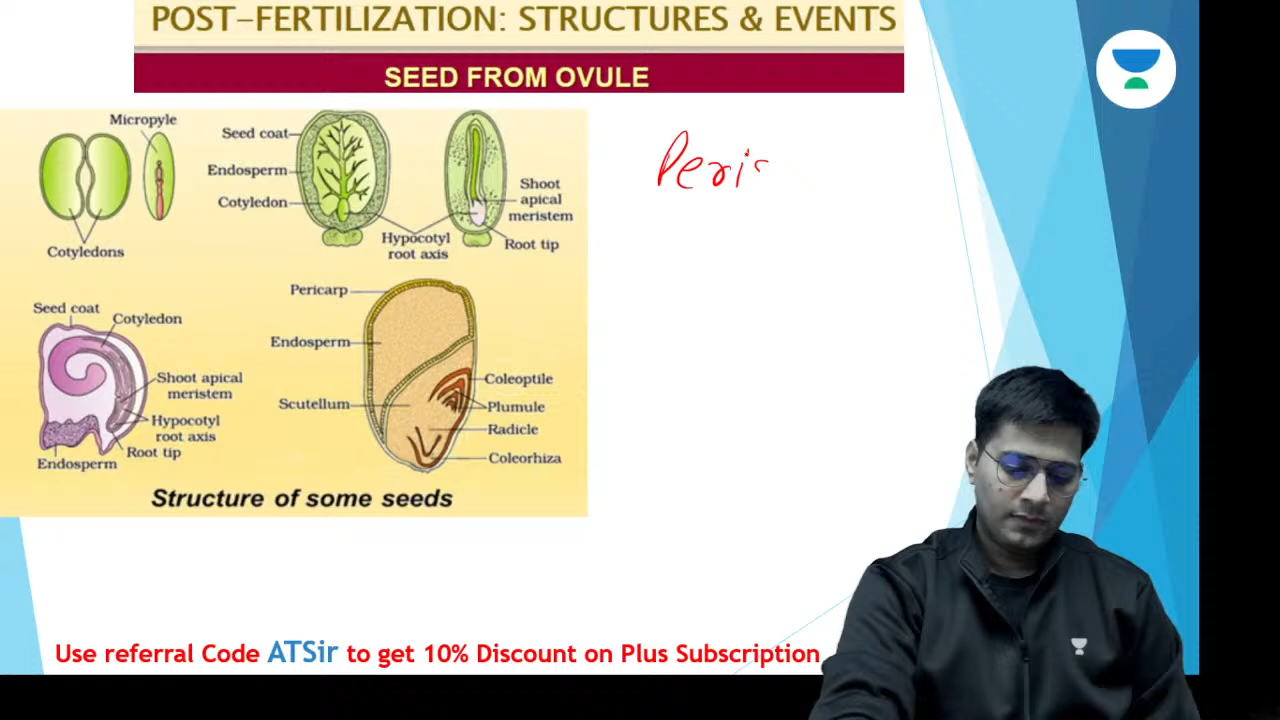 POST-FERTILIZATION: STRUCTURES & EVENTS
SEED FROM OVULE
Micropyle
Cotyledons
Seed coat
Endosperm
Cotyledon
Hypocotyl
root axis
Shoot
apical
meristem
Root tip
Seed coat
Cotyledon
Shoot apical
meristem
Hypocotyl
root axis
Root tip
Endosperm
Pericarp
Endosperm
Scutellum
Coleoptile
Plumule
Radicle
Coleorhiza
Structure of some seeds
Use referral Code ATSir to get 10% Discount on Plus Subscription